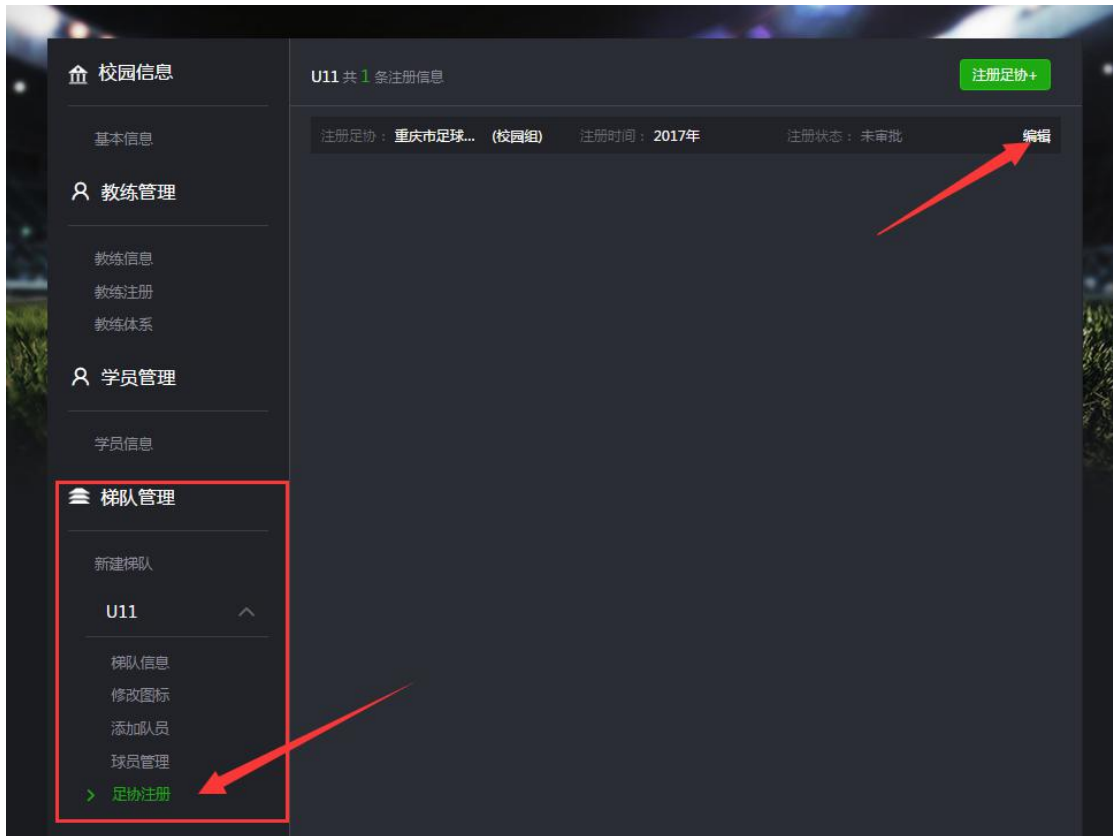 校园信息
基本信息
教练管理
教练信息
教练注册
教练体系
学员管理
学员信息
梯队管理
新建梯队
U11
梯队信息
修改图标
添加队员
球员管理
足协注册
U11 共 1 条注册信息
注册足协+
注册足协： 重庆市足球... (校园组) 注册时间： 2017年 注册状态： 未审批 编辑